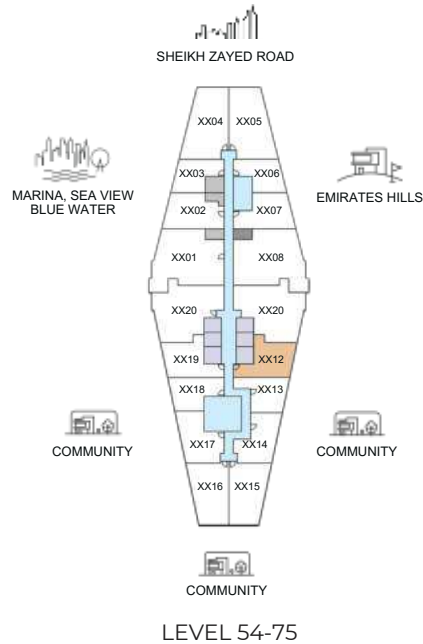 SHEIKH ZAYED ROAD
XX04 XX05
XX03 XX06
MARINA, SEA VIEW
BLUE WATER
EMIRATES HILLS
XX02 XX07
XX01 XX08
XX20 XX20
XX19 XX12
XX18 XX13
XX17 XX14
COMMUNITY
COMMUNITY
XX16 XX15
COMMUNITY
LEVEL 54-75